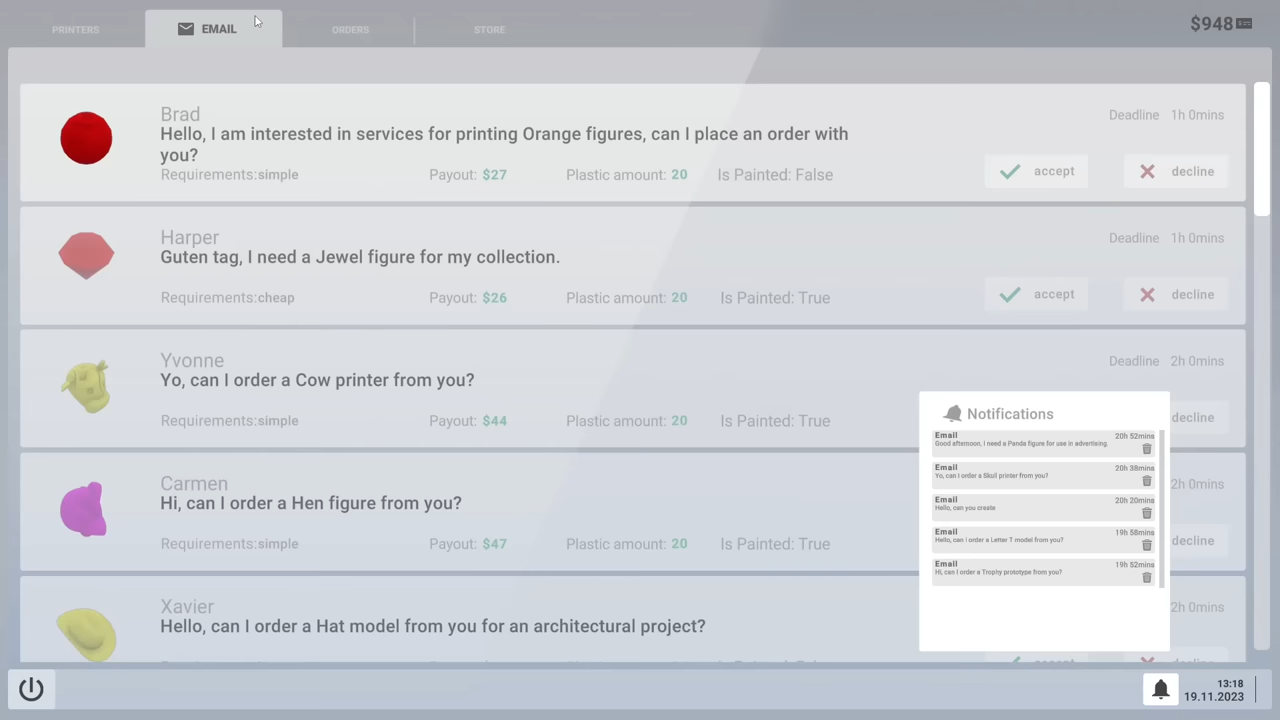 PRINTERS
EMAIL
ORDERS
STORE
$948
Brad
Hello, I am interested in services for printing Orange figures, can I place an order with
you?
Deadline 1h 0mins
Requirements:simple
Payout: $27
Plastic amount: 20
Is Painted: False
accept
decline
Harper
Guten tag, I need a Jewel figure for my collection.
Deadline 1h 0mins
Requirements:cheap
Payout: $26
Plastic amount: 20
Is Painted: True
accept
decline
Yvonne
Yo, can I order a Cow printer from you?
Deadline 2h 0mins
Requirements:simple
Payout: $44
Plastic amount: 20
Is Painted: True
decline
Carmen
Hi, can I order a Hen figure from you?
2h 0mins
Requirements:simple
Payout: $47
Plastic amount: 20
Is Painted: True
decline
Xavier
Hello, can I order a Hat model from you for an architectural project?
2h 0mins
Notifications
Email
20h 52mins
Good afternoon, I need a Panda figure for use in advertising.
Email
20h 38mins
Yo, can I order a Skull printer from you?
Email
20h 20mins
Hello, can you create
Email
19h 58mins
Hello, can I order a Letter T model from you?
Email
19h 52mins
Hi, can I order a Trophy prototype from you?
13:18
19.11.2023